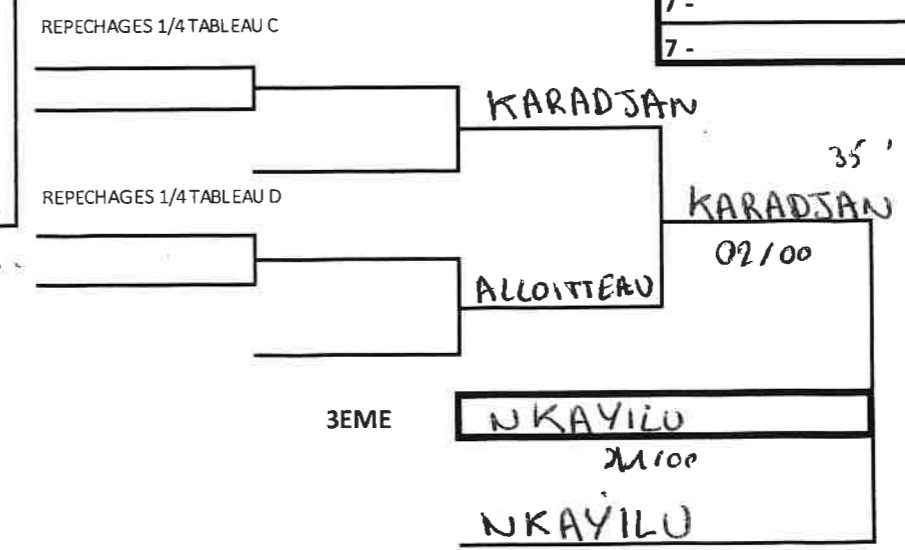 7 -
7 -
REPECHAGES 1/4 TABLEAU C
KARADJAN
35 '
REPECHAGES 1/4 TABLEAU D
KARADJAN
02/00
ALLOITTEAU
3EME
NKAYILU
NKAYILU